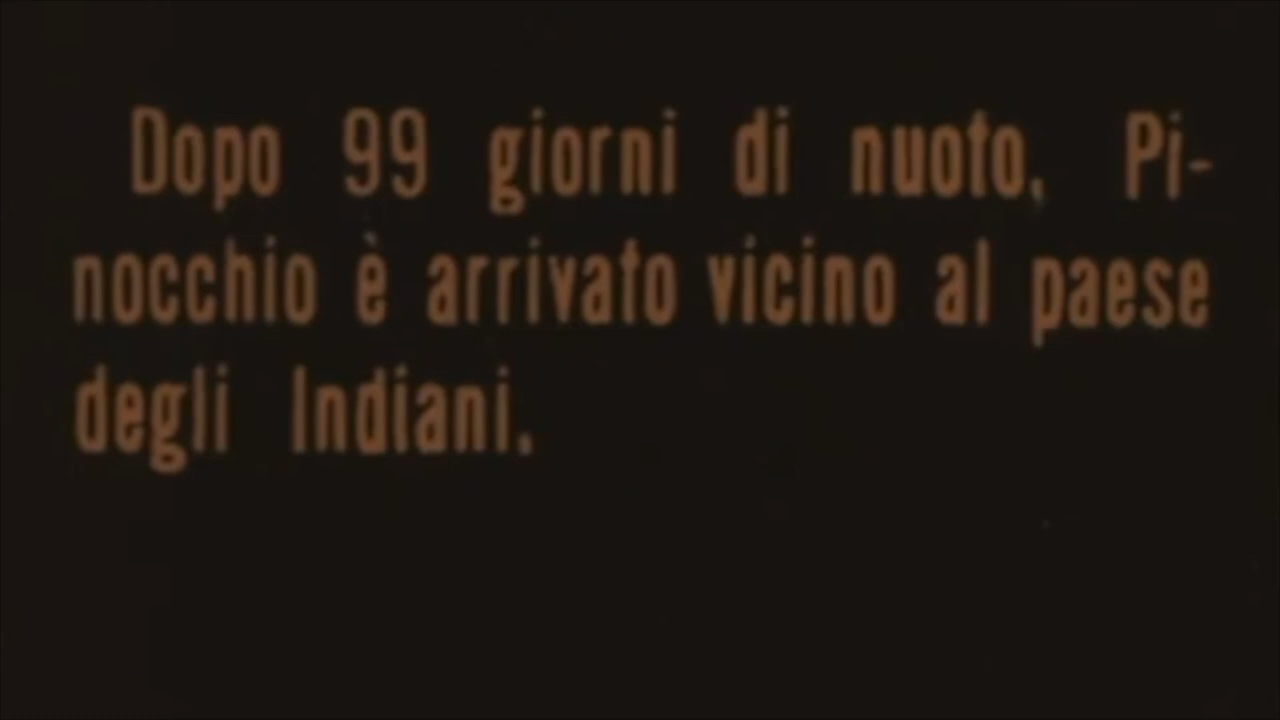 Dopo 99 giorni di nuoto, Pi-
nocchio è arrivato vicino al paese
degli Indiani.